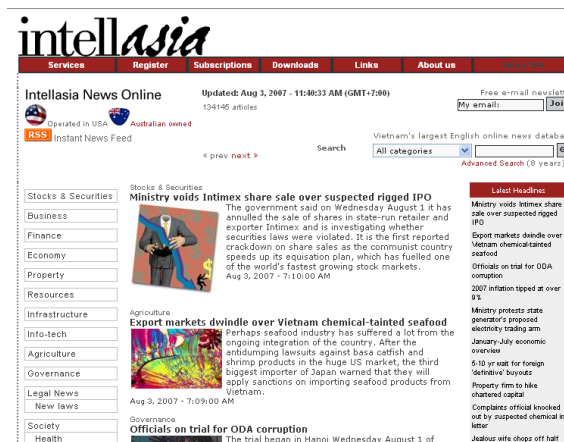 intellasia
Services Register Subscriptions Downloads Links About us
Intellasia News Online
Operated in USA Australian owned
RSS Instant News Feed
Updated: Aug 3, 2007 - 11:40:33 AM (GMT+7:00)
134145 articles
« prev next »
Free e-mail
My email:
Vietnam's largest English online news
Search All categories
Advanced Search (8 years)
Stocks & Securities
Business
Finance
Economy
Property
Resources
Infrastructure
Info-tech
Agriculture
Governance
Legal News
New laws
Society
Health
Stocks & Securities
Ministry voids Intimex share sale over suspected rigged IPO
The government said on Wednesday August 1 it has
annulled the sale of shares in state-run retailer and
exporter Intimex and is investigating whether
securities laws were violated. It is the first reported
crackdown on share sales as the communist country
speeds up its equisation plan, which has fuelled one
of the world's fastest growing stock markets.
Aug 3, 2007 - 7:10:00 AM
Agriculture
Export markets dwindle over Vietnam chemical-tainted seafood
Perhaps seafood industry has suffered a lot from the
ongoing integration of the country. After the
antidumping lawsuits against basa catfish and
shrimp products in the huge US market, the third
biggest importer of Japan warned that they will
apply sanctions on importing seafood products from
Vietnam.
Aug 3, 2007 - 7:09:00 AM
Governance
Officials on trial for ODA corruption
The trial began in Hanoi Wednesday August 1 of
Latest Headlines
Ministry voids Intimex share
sale over suspected rigged
IPO
Export markets dwindle over
Vietnam chemical-tainted
seafood
Officials on trial for ODA
corruption
2007 inflation tipped at over
9%
Ministry protests state
generator's proposed
electricity trading arm
January-July economic
overview
5-10 yr wait for foreign
'definitive' buyouts
Property firm to hike
chartered capital
Complaints official knocked
out by suspected chemical in
letter
Jealous wife chops off half